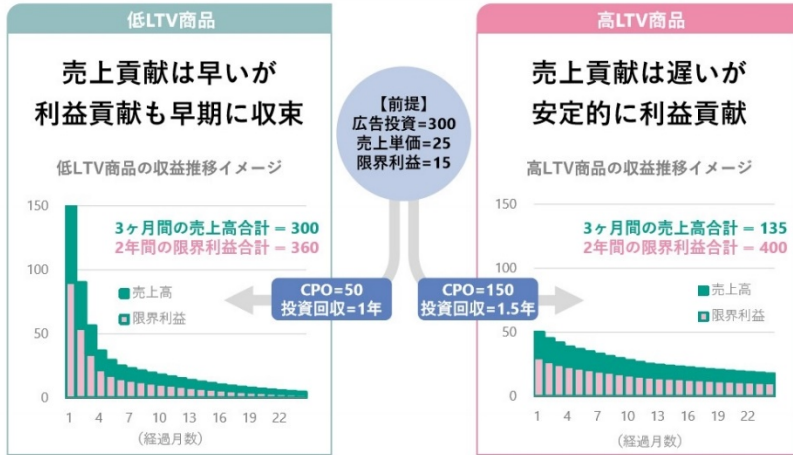 低LTV商品
売上貢献は早いが
利益貢献も早期に収束
低LTV商品の収益推移イメージ
3ヶ月間の売上高合計 = 300
2年間の限界利益合計 = 360
売上高
限界利益
150
100
50
0
1 4 7 10 13 16 19 22
（経過月数）
【前提】
広告投資=300
売上単価=25
限界利益=15
CPO=50
投資回収=1年
CPO=150
投資回収=1.5年
高LTV商品
売上貢献は遅いが
安定的に利益貢献
高LTV商品の収益推移イメージ
3ヶ月間の売上高合計 = 135
2年間の限界利益合計 = 400
売上高
限界利益
150
100
50
0
1 4 7 10 13 16 19 22
（経過月数）